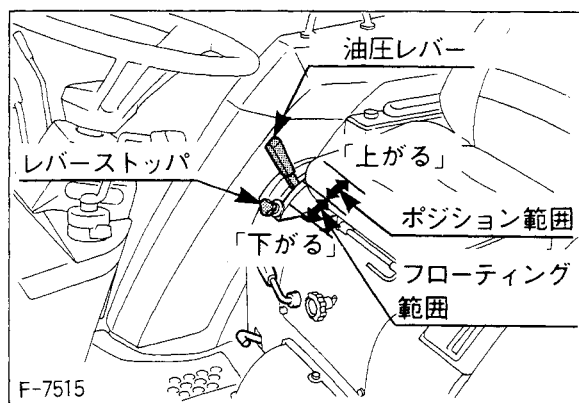 油圧レバー
レバーストッパ
「上がる」
ポジション範囲
「下がる」
フローティング
範囲
F-7515